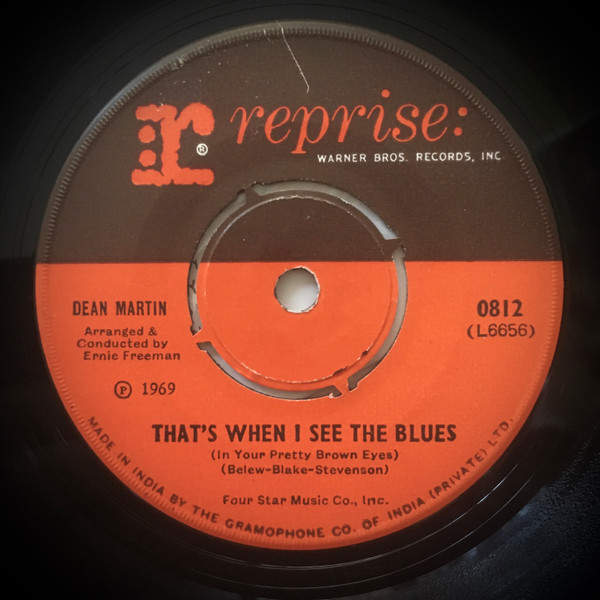 r® reprise:
WARNER BROS. RECORDS, INC.
DEAN MARTIN
Arranged &
Conducted by
Ernie Freeman
Ⓟ 1969
0812
(L6656)
THAT'S WHEN I SEE THE BLUES
(In Your Pretty Brown Eyes)
(Belew-Blake-Stevenson)
Four Star Music Co., Inc.
MADE IN INDIA BY THE GRAMOPHONE CO. OF INDIA (PRIVATE) LTD.